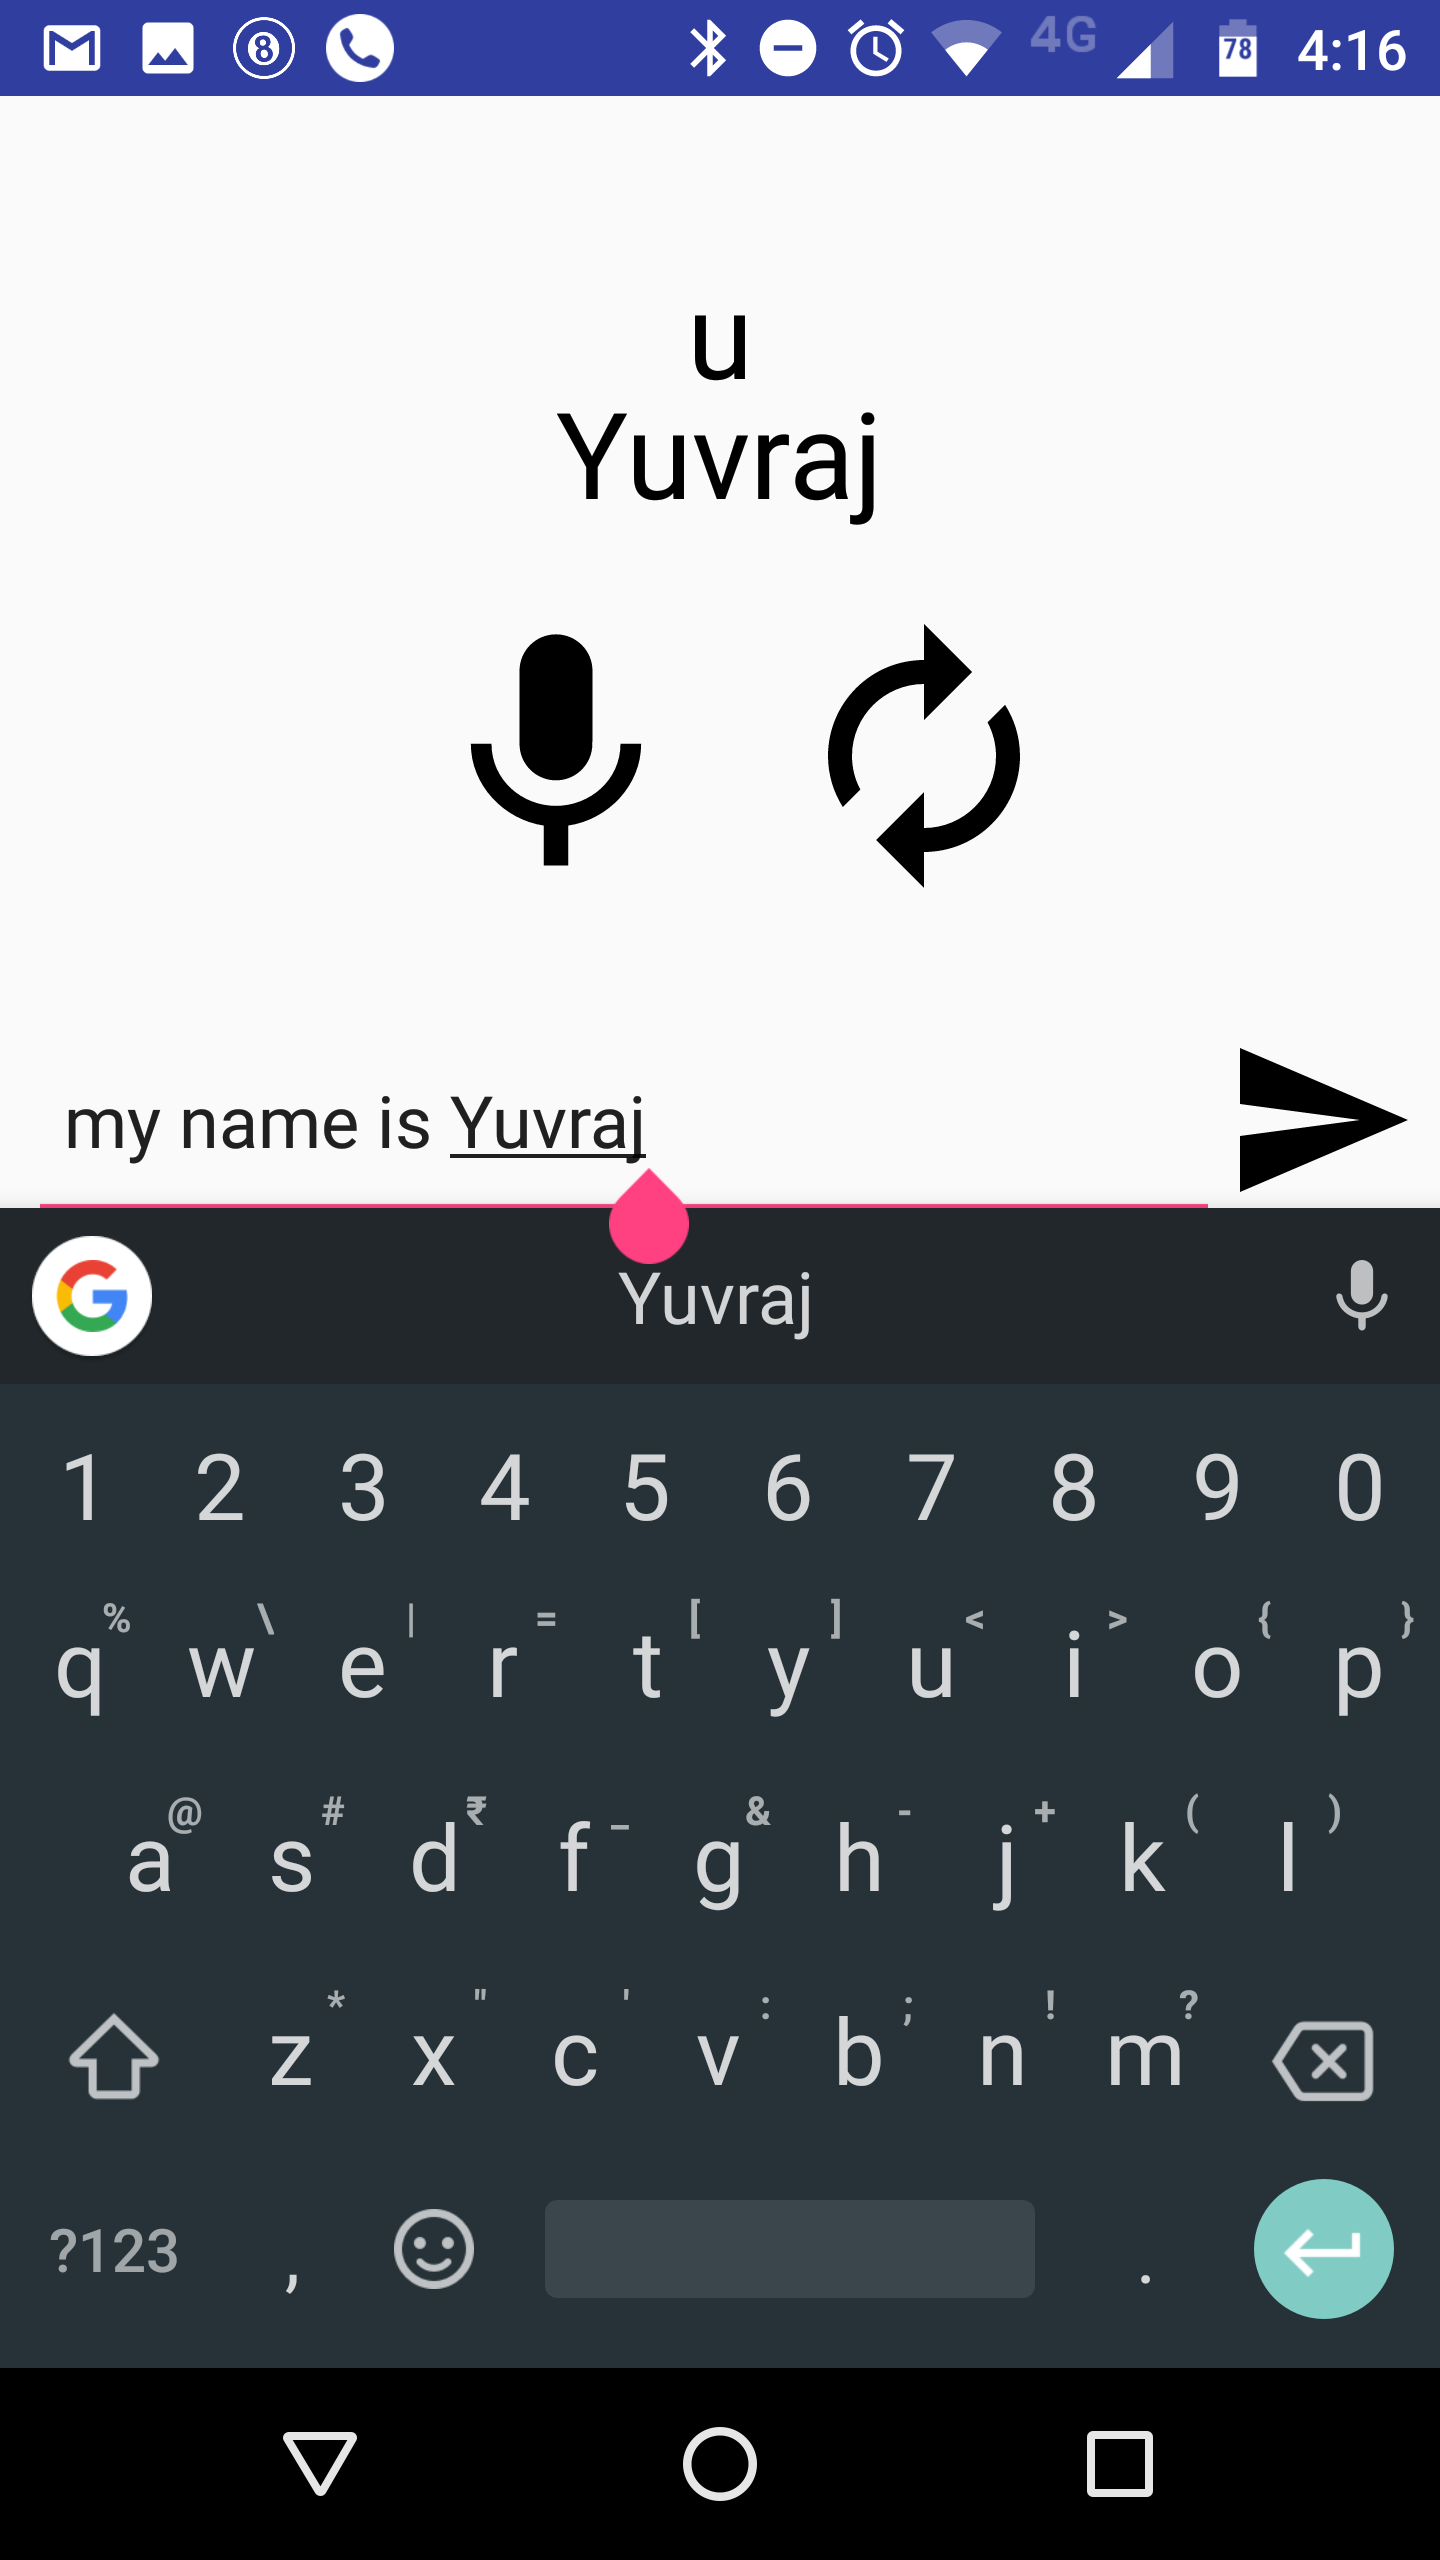 4G 78 4:16
u
Yuvraj
my name is Yuvraj
Yuvraj
1 2 3 4 5 6 7 8 9 0
q % w \ e | r = t [ y ] u < i > o { p }
a @ s # d ₹ f _ g & h - j + k ( l )
z * x " c ' v : b ; n ! m ?
?123 , .